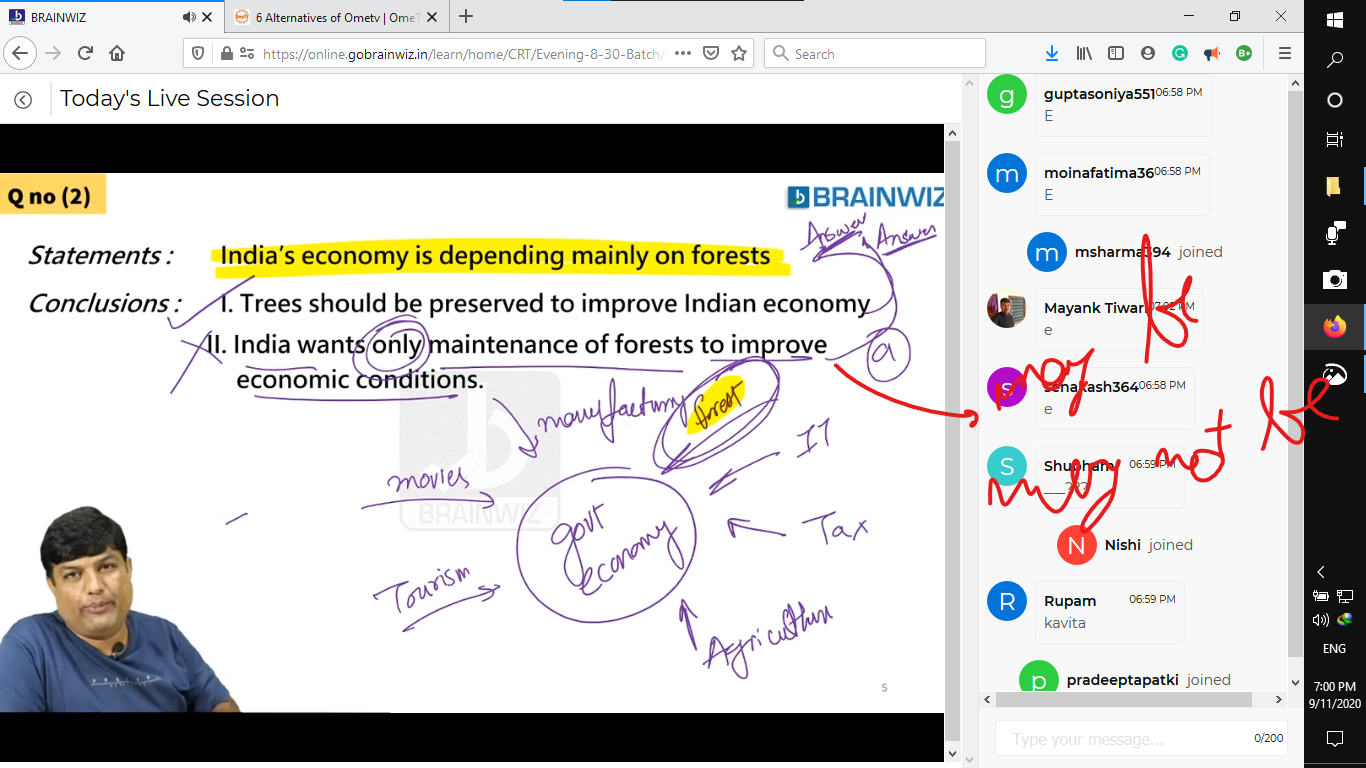 BRAINWIZ
6 Alternatives of Ometv | OmeT
https://online.gobrainwiz.in/learn/home/CRT/Evening-8-30-Batch/
Search
Today's Live Session
Q no (2)
BRAINWIZ
Answer Answer
Statements : India's economy is depending mainly on forests
Conclusions : I. Trees should be preserved to improve Indian economy
II. India wants only maintenance of forests to improve
economic conditions.
a
manufacturing
forest
IT
movies
BRAINWIZ
govt
economy
Tax
Tourism
Agriculture
5
g
guptasoniya551 06:58 PM
E
m
moinafatima36 06:58 PM
E
m
msharma394 joined
Mayank Tiwari 07:02 PM
e
s
senakash364 06:58 PM
e
S
Shubham 06:59 PM
___???
N
Nishi joined
R
Rupam 06:59 PM
kavita
p
pradeeptapatki joined
may be
may not be
Type your message...
0/200
ENG
7:00 PM
9/11/2020